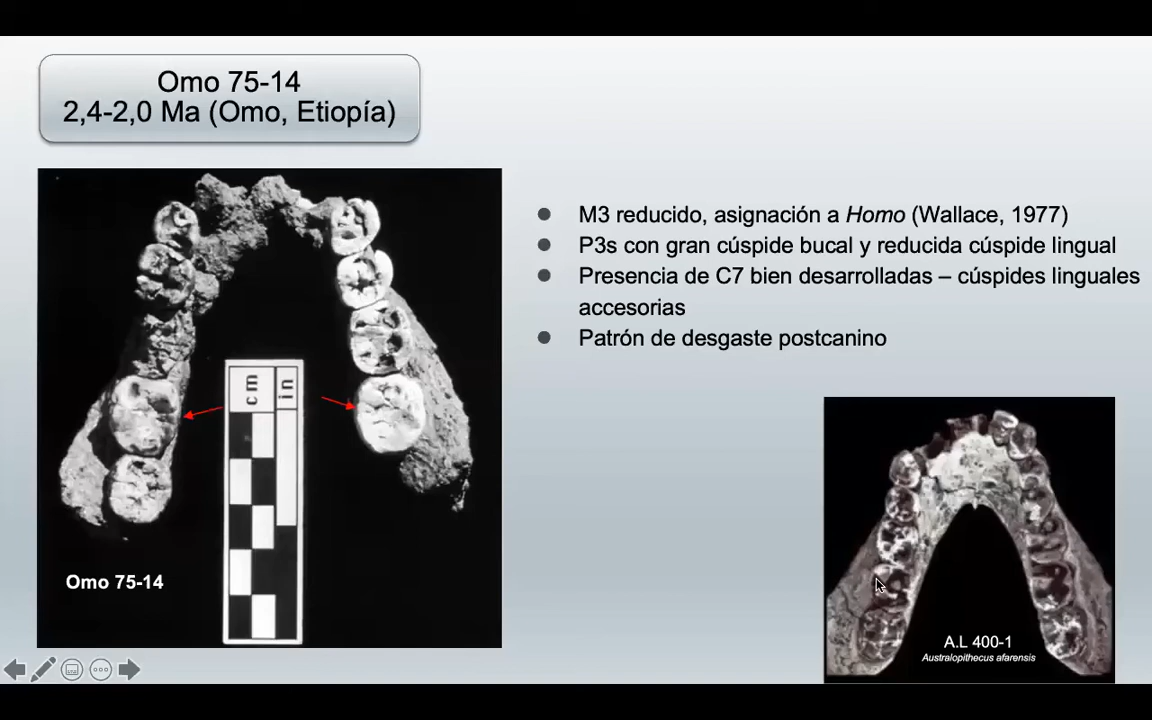 Omo 75-14
2,4-2,0 Ma (Omo, Etiopía)
M3 reducido, asignación a Homo (Wallace, 1977)
P3s con gran cúspide bucal y reducida cúspide lingual
Presencia de C7 bien desarrolladas – cúspides linguales
accesorias
Patrón de desgaste postcanino
cm
in
Omo 75-14
A.L 400-1
Australopithecus afarensis